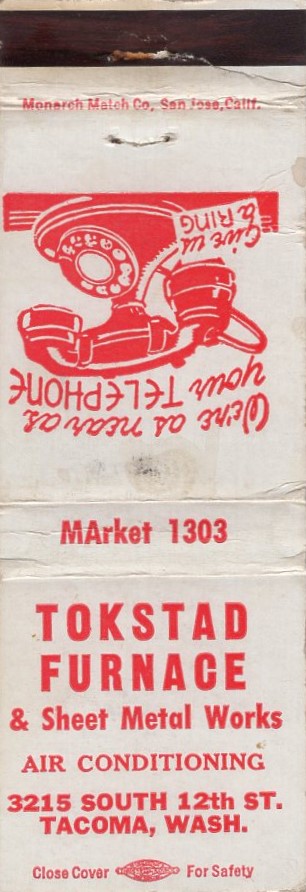 Monarch Match Co, San Jose, Calif.
We're as near as
your TELEPHONE
Give us
a RING
MArket 1303
TOKSTAD
FURNACE
& Sheet Metal Works
AIR CONDITIONING
3215 SOUTH 12th ST.
TACOMA, WASH.
Close Cover For Safety